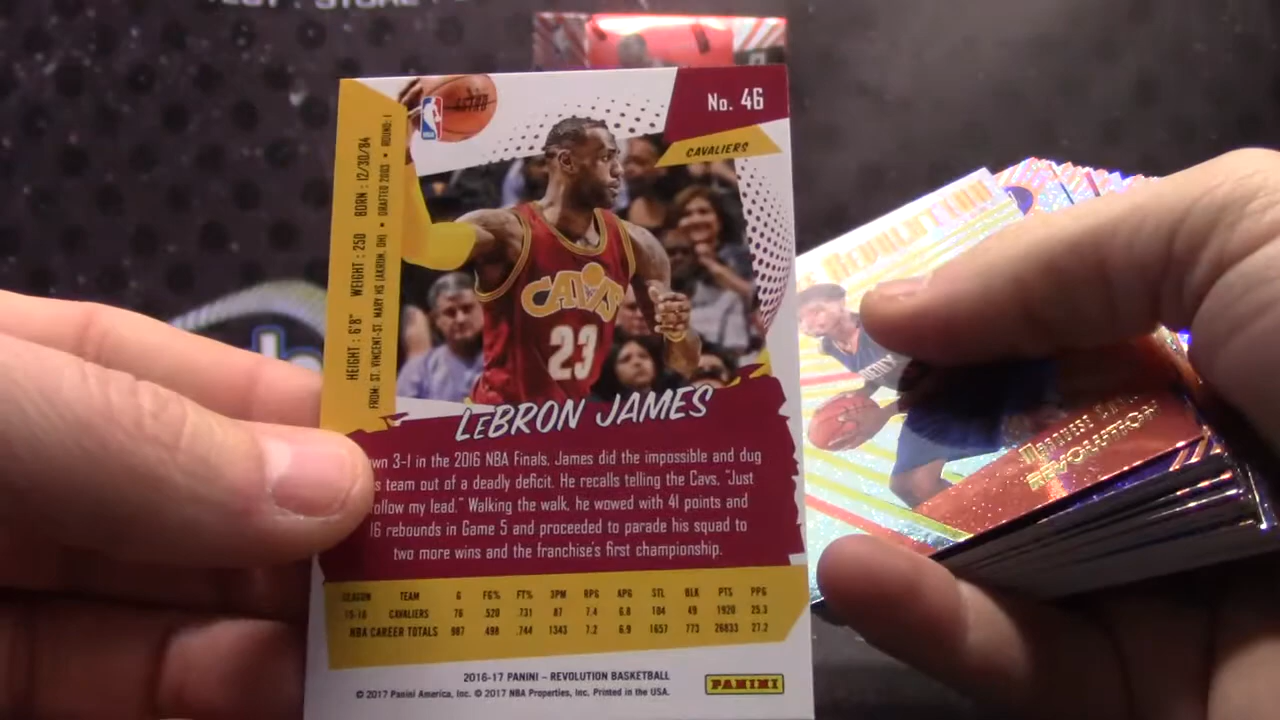 No. 46
CAVALIERS
HEIGHT : 6'8" WEIGHT : 250 BORN : 12/30/84
FROM: ST. VINCENT-ST. MARY HS (AKRON, OH) • DRAFTED 2003 • ROUND: 1
CAVS
23
LEBRON JAMES
3-1 in the 2016 NBA Finals, James did the impossible and dug
team out of a deadly deficit. He recalls telling the Cavs, "Just
my lead." Walking the walk, he wowed with 41 points and
16 rebounds in Game 5 and proceeded to parade his squad to
two more wins and the franchise's first championship.
SEASON TEAM G FG% FT% 3PM RPG APG STL BLK PTS PPG
15-16 CAVALIERS 76 .520 .731 87 7.4 6.8 104 49 1920 25.3
NBA CAREER TOTALS 987 .498 .744 1343 7.2 6.9 1657 773 26833 27.2
2016-17 PANINI – REVOLUTION BASKETBALL
© 2017 Panini America, Inc. © 2017 NBA Properties, Inc. Printed in the USA.
PANINI
REVOLUTION